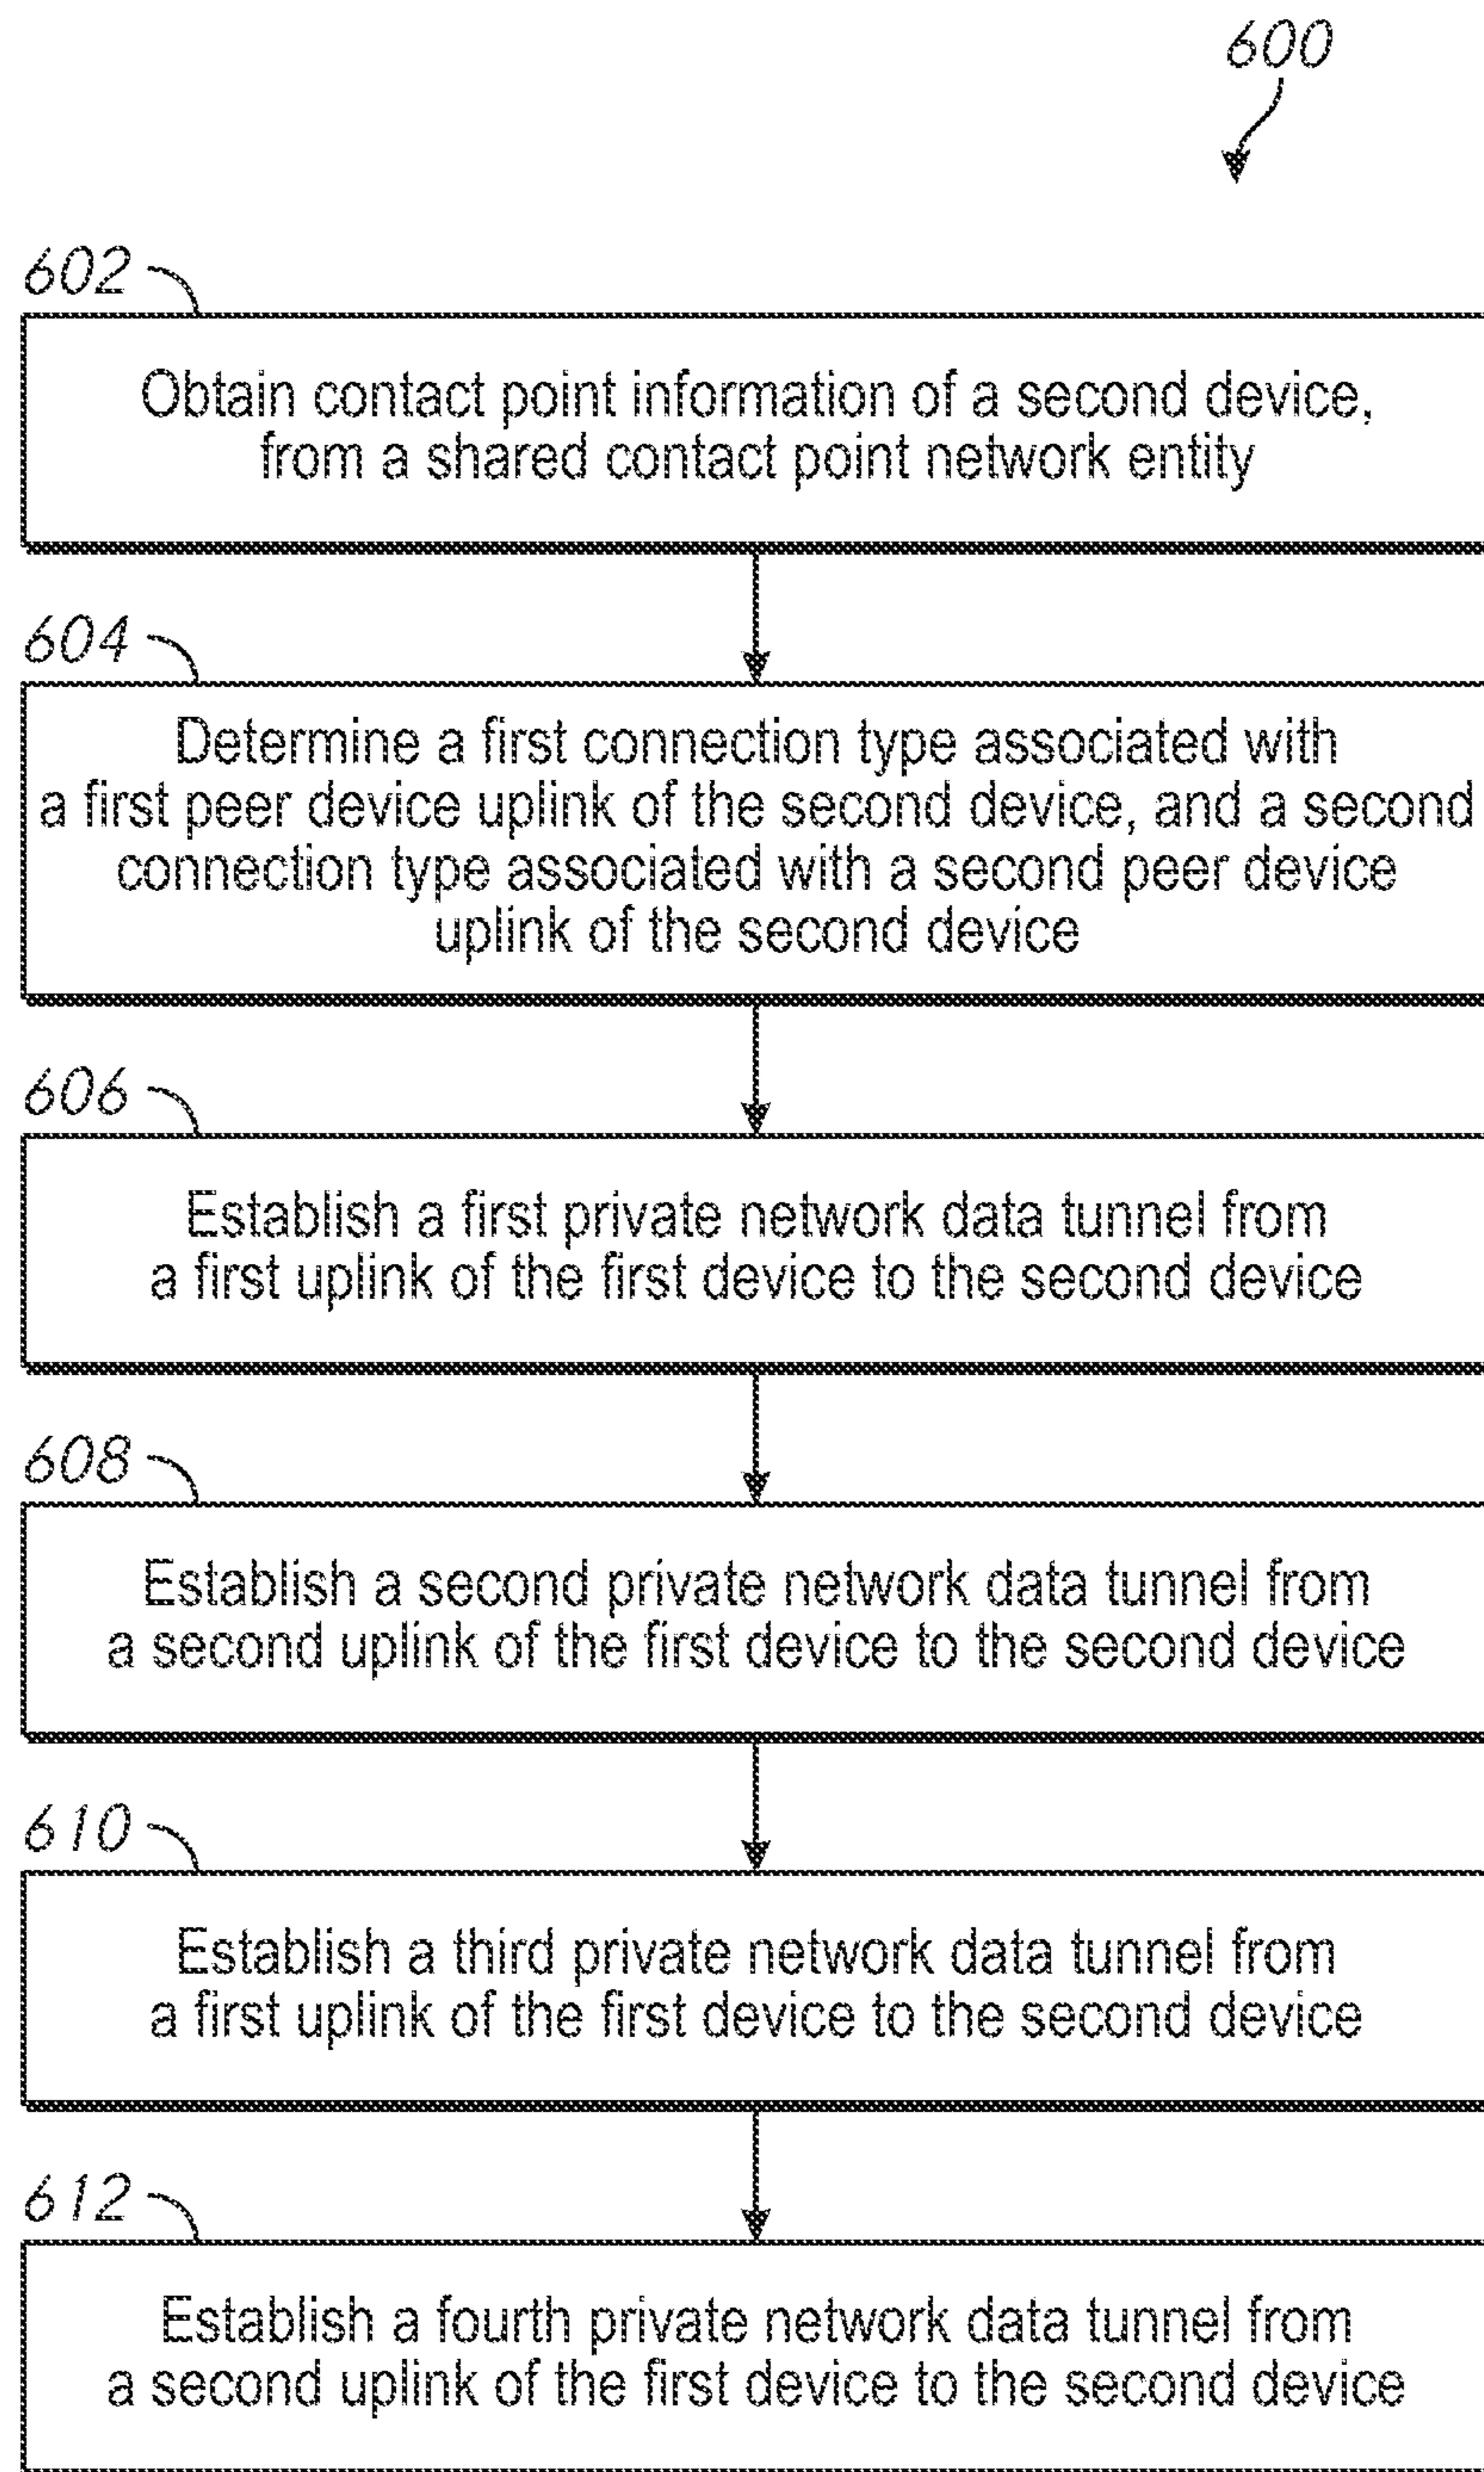 600
602
Obtain contact point information of a second device,
from a shared contact point network entity
604
Determine a first connection type associated with
a first peer device uplink of the second device, and a second
connection type associated with a second peer device
uplink of the second device
606
Establish a first private network data tunnel from
a first uplink of the first device to the second device
608
Establish a second private network data tunnel from
a second uplink of the first device to the second device
610
Establish a third private network data tunnel from
a first uplink of the first device to the second device
612
Establish a fourth private network data tunnel from
a second uplink of the first device to the second device